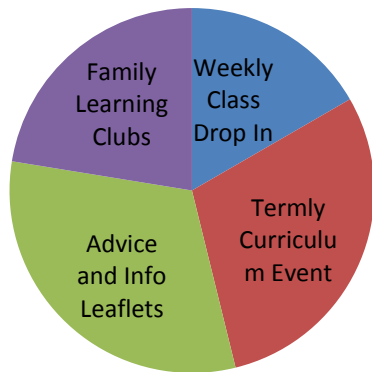 Family
Learning
Clubs
Weekly
Class
Drop In
Termly
Curriculu
m Event
Advice
and Info
Leaflets